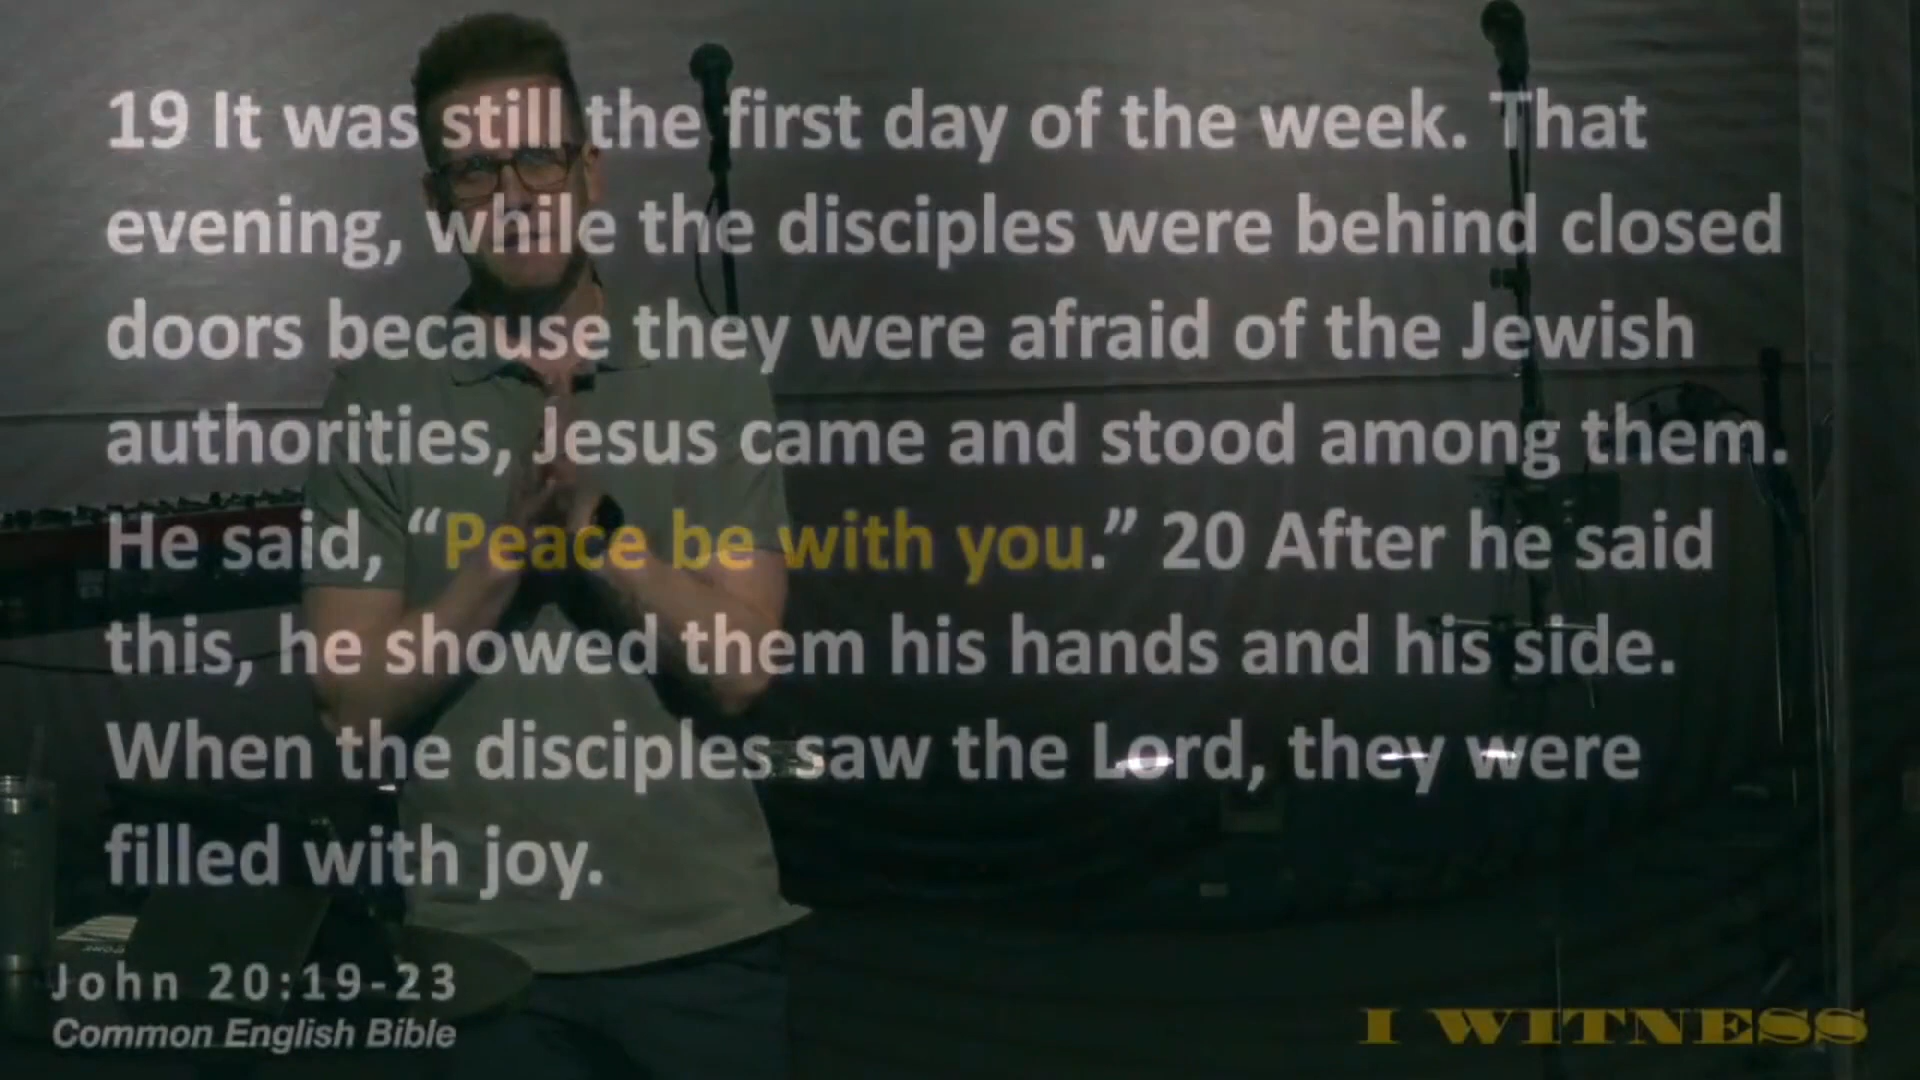 19 It was still the first day of the week. That
evening, while the disciples were behind closed
doors because they were afraid of the Jewish
authorities, Jesus came and stood among them.
He said, “Peace be with you.” 20 After he said
this, he showed them his hands and his side.
When the disciples saw the Lord, they were
filled with joy.
John 20:19-23
Common English Bible
I WITNESS